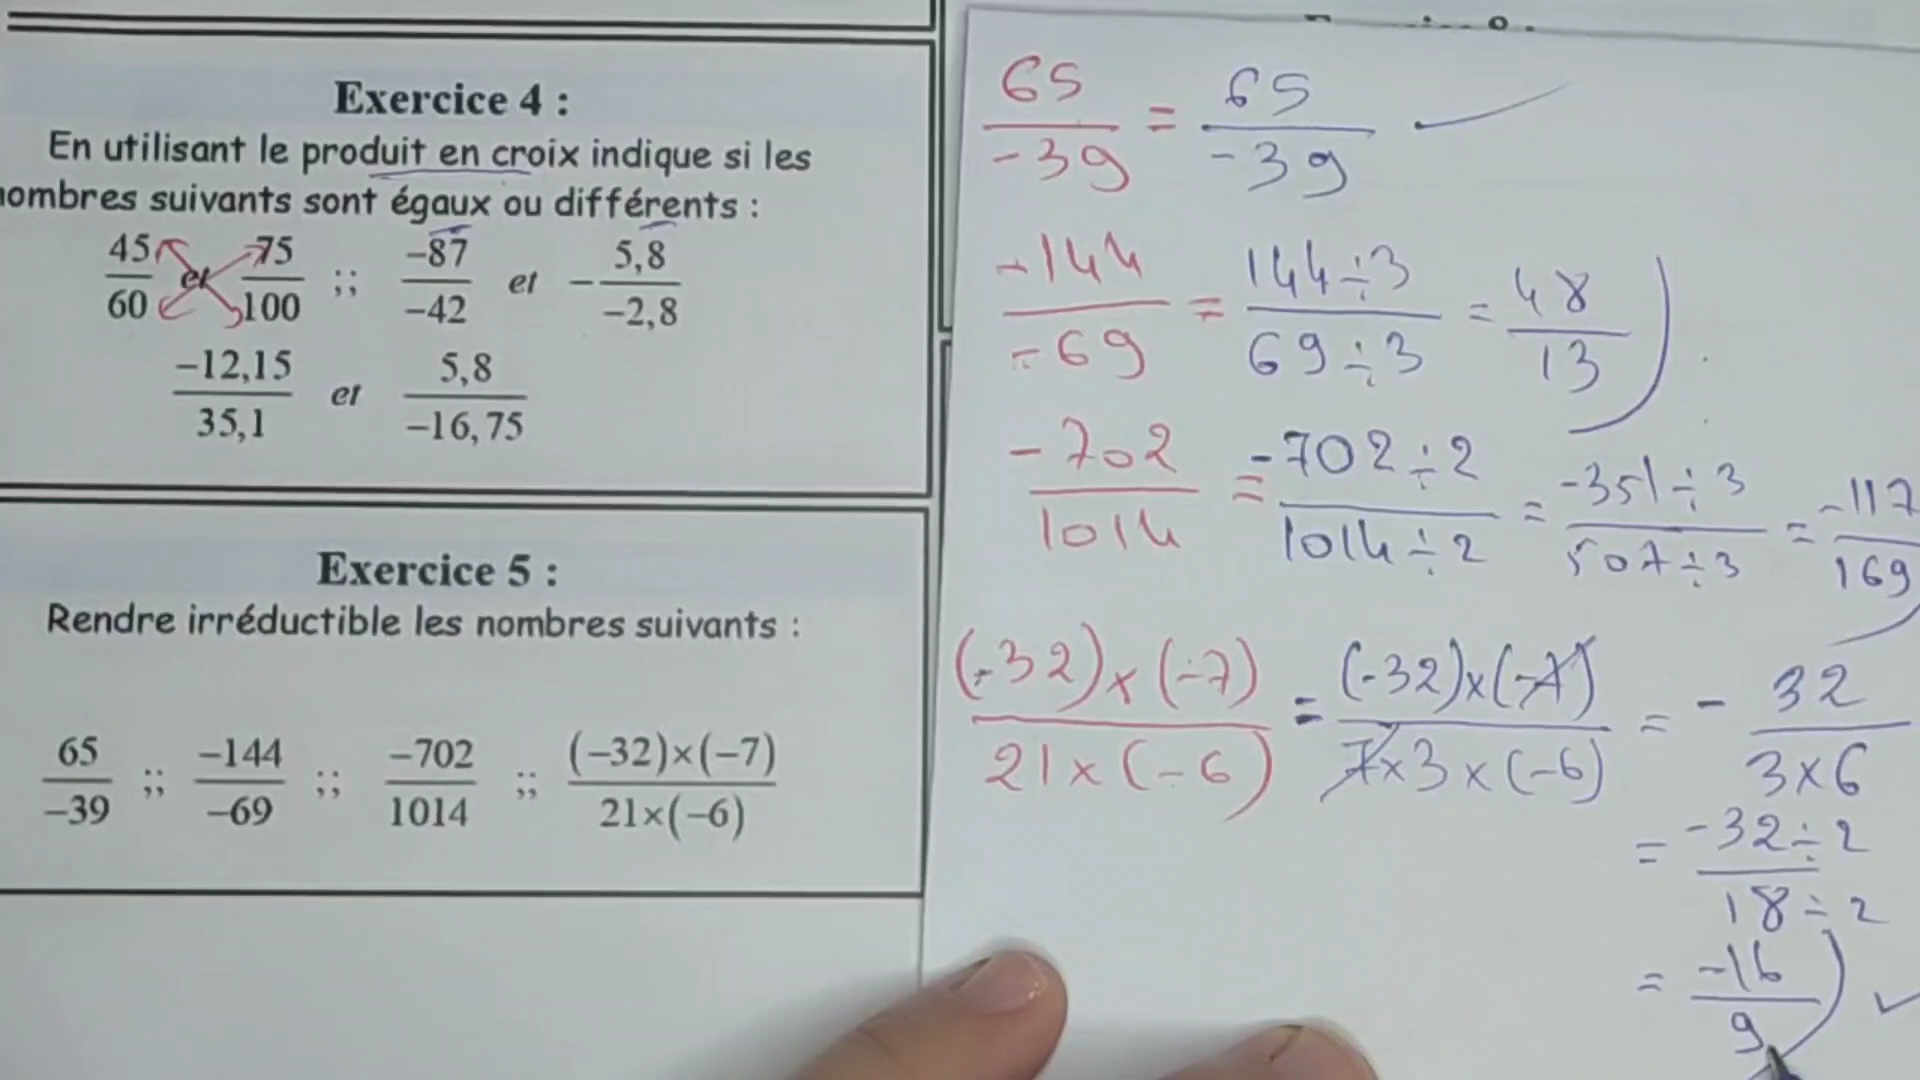 Exercice 4 :
En utilisant le produit en croix indique si les
nombres suivants sont égaux ou différents :
45/60 et 75/100 ;; -87/-42 et -5,8/-2,8
-12,15/35,1 et 5,8/-16,75
Exercice 5 :
Rendre irréductible les nombres suivants :
65/-39 ;; -144/-69 ;; -702/1014 ;; (-32)×(-7)/21×(-6)
65/-39 = 65/-39
-144/-69 = 144÷3/69÷3 = 48/13
-702/1014 = -702÷2/1014÷2 = -351÷3/507÷3 = -117/169
(-32)×(-7)/21×(-6) = (-32)×(-7)/7×3×(-6) = - 32/3×6
= -32÷2/18÷2
= -16/9